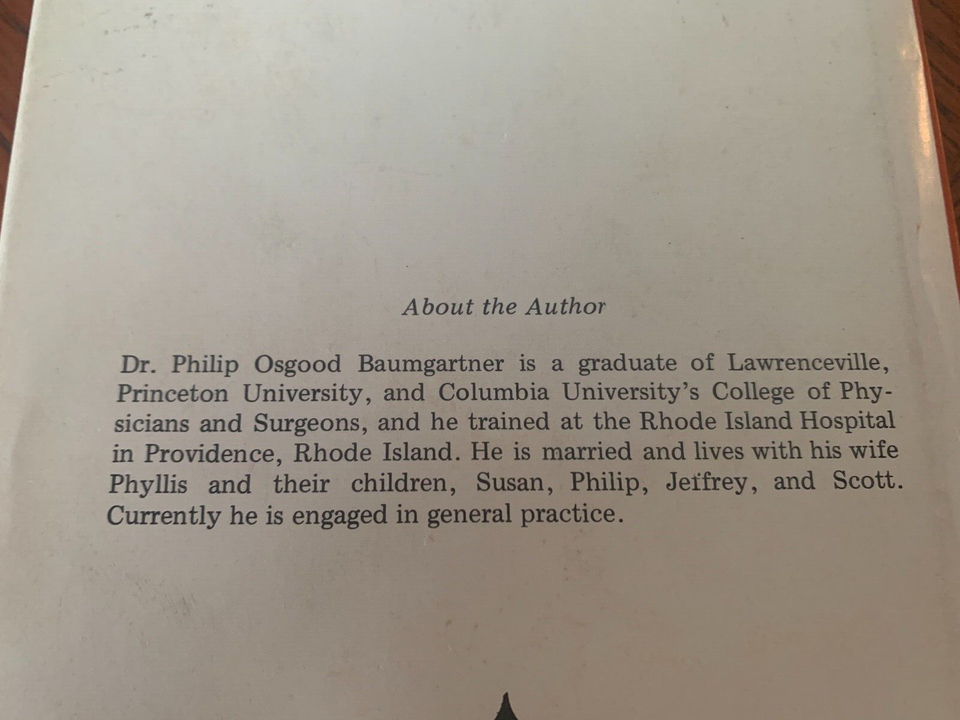 About the Author
Dr. Philip Osgood Baumgartner is a graduate of Lawrenceville,
Princeton University, and Columbia University's College of Phy-
sicians and Surgeons, and he trained at the Rhode Island Hospital
in Providence, Rhode Island. He is married and lives with his wife
Phyllis and their children, Susan, Philip, Jeffrey, and Scott.
Currently he is engaged in general practice.